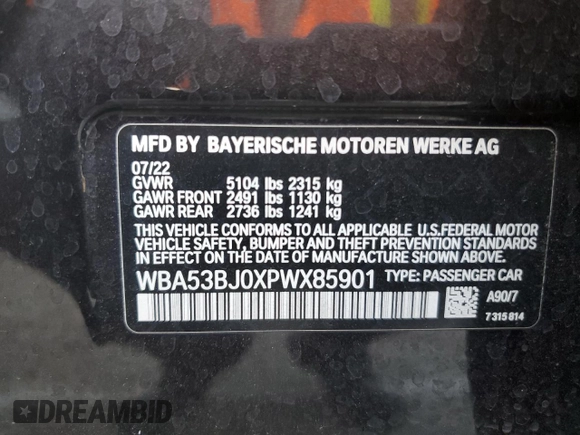 MFD BY BAYERISCHE MOTOREN WERKE AG
07/22
GVWR 5104 lbs 2315 kg
GAWR FRONT 2491 lbs 1130 kg
GAWR REAR 2736 lbs 1241 kg
THIS VEHICLE CONFORMS TO ALL APPLICABLE U.S.FEDERAL MOTOR
VEHICLE SAFETY, BUMPER AND THEFT PREVENTION STANDARDS IN
EFFECT ON THE DATE OF MANUFACTURE SHOWN ABOVE.
WBA53BJ0XPWX85901 TYPE: PASSENGER CAR
A90/7
7 315 814
DREAMBID